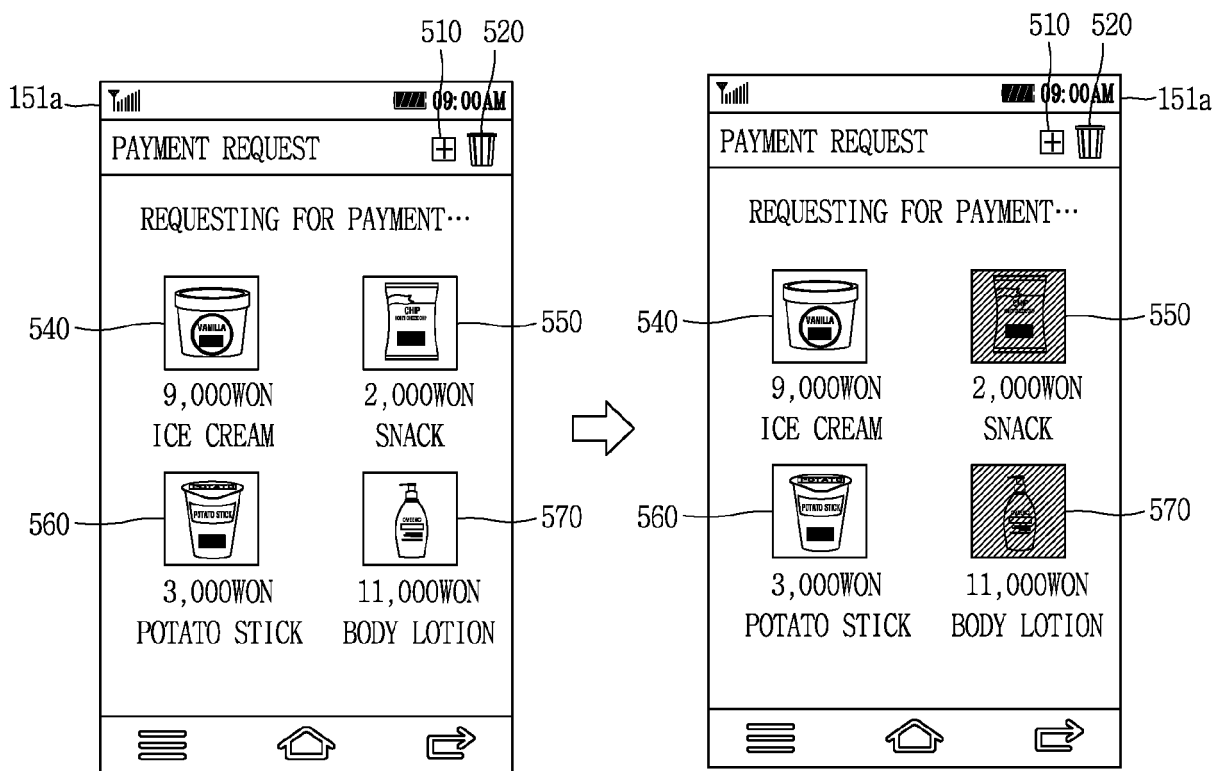 510 520
151a
09:00AM
PAYMENT REQUEST
REQUESTING FOR PAYMENT…
540
VANILLA
CHIP
550
9,000WON 2,000WON
ICE CREAM SNACK
560
POTATO
POTATO STICK
570
3,000WON 11,000WON
POTATO STICK BODY LOTION
510 520
09:00AM
151a
PAYMENT REQUEST
REQUESTING FOR PAYMENT…
540
VANILLA
CHIP
550
9,000WON 2,000WON
ICE CREAM SNACK
560
POTATO
POTATO STICK
570
3,000WON 11,000WON
POTATO STICK BODY LOTION